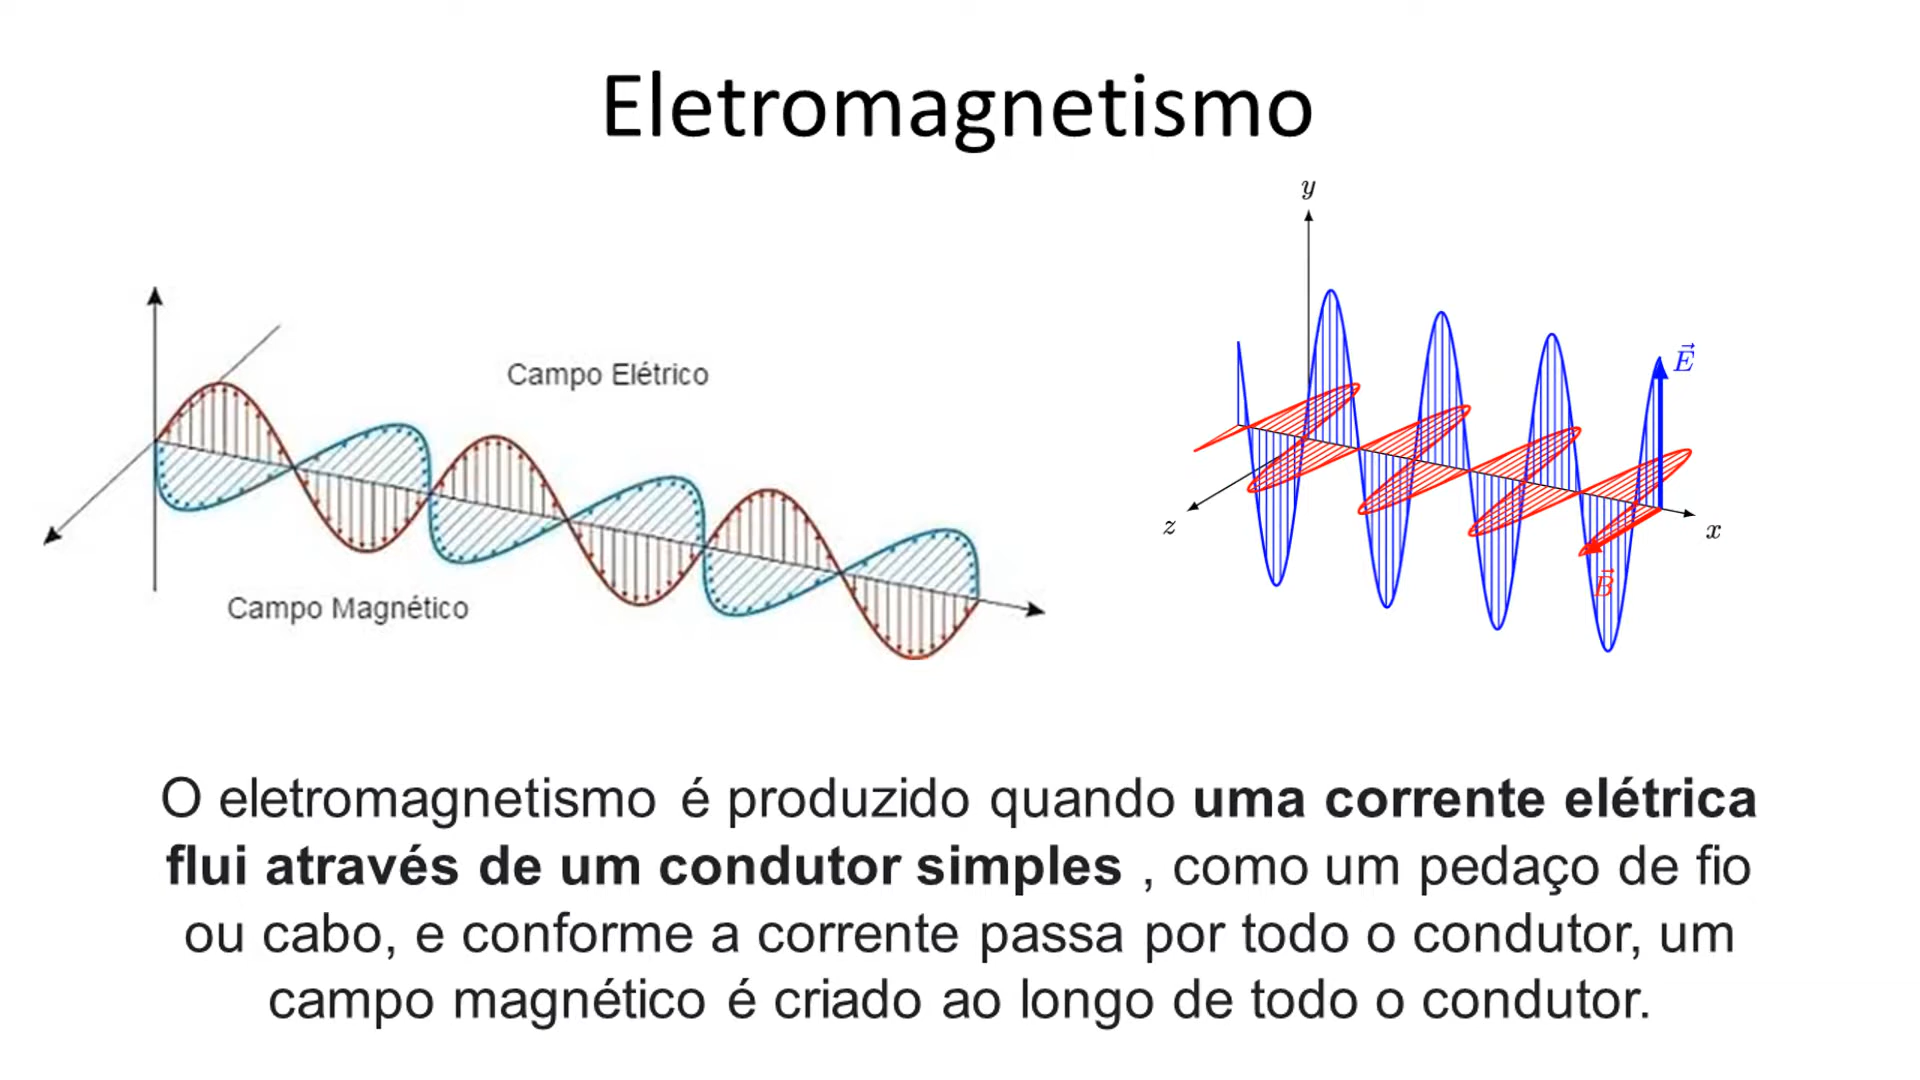 Eletromagnetismo
y
Campo Elétrico
E
z
x
B
Campo Magnético
O eletromagnetismo é produzido quando uma corrente elétrica
flui através de um condutor simples , como um pedaço de fio
ou cabo, e conforme a corrente passa por todo o condutor, um
campo magnético é criado ao longo de todo o condutor.